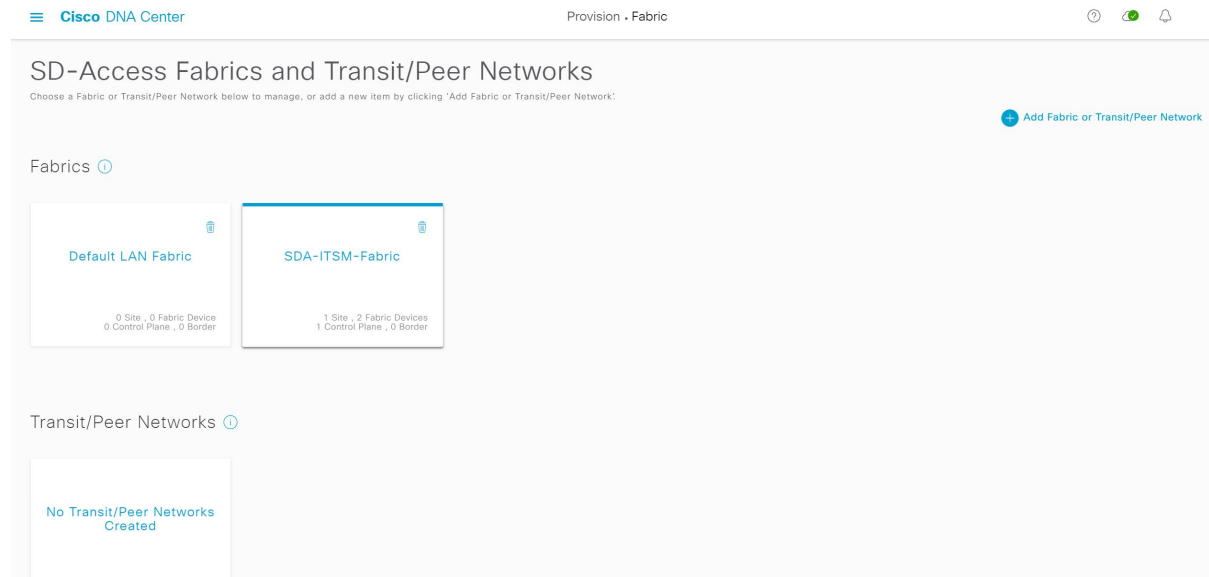 Cisco DNA Center
Provision • Fabric
SD-Access Fabrics and Transit/Peer Networks
Choose a Fabric or Transit/Peer Network below to manage, or add a new item by clicking 'Add Fabric or Transit/Peer Network'.
Add Fabric or Transit/Peer Network
Fabrics
Default LAN Fabric
0 Site , 0 Fabric Device
0 Control Plane , 0 Border
SDA-ITSM-Fabric
1 Site , 2 Fabric Devices
1 Control Plane , 0 Border
Transit/Peer Networks
No Transit/Peer Networks
Created